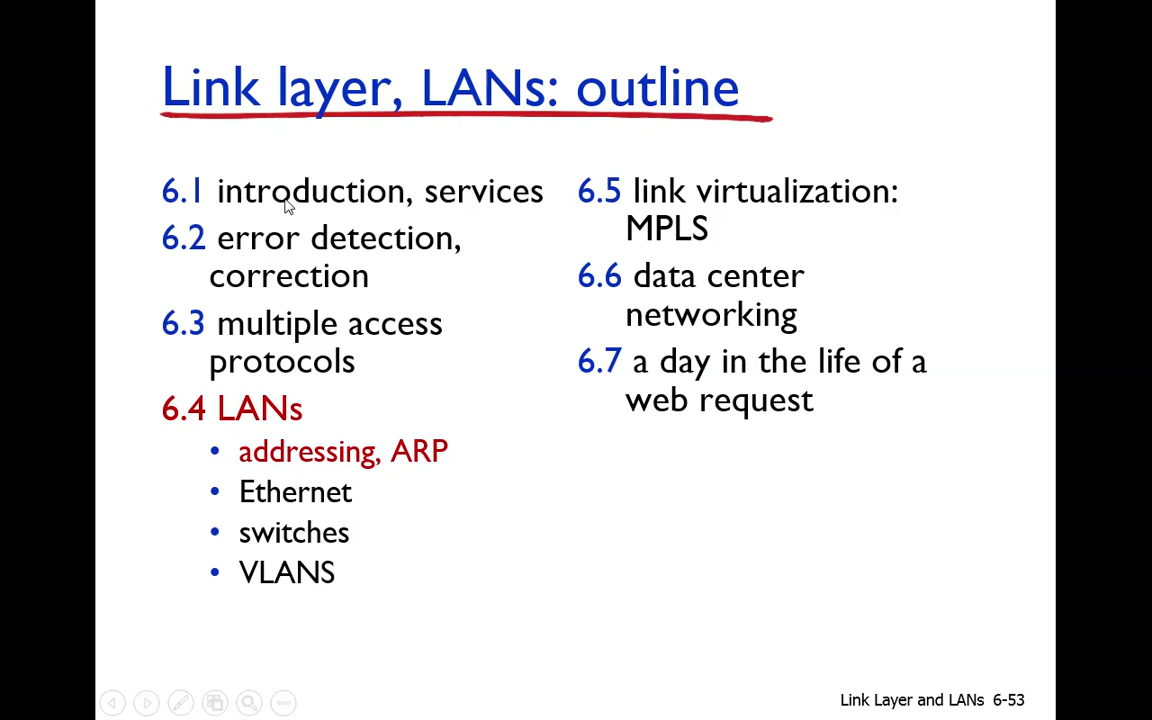 Link layer, LANs: outline
6.1 introduction, services
6.2 error detection,
correction
6.3 multiple access
protocols
6.4 LANs
• addressing, ARP
• Ethernet
• switches
• VLANS
6.5 link virtualization:
MPLS
6.6 data center
networking
6.7 a day in the life of a
web request
Link Layer and LANs 6-53